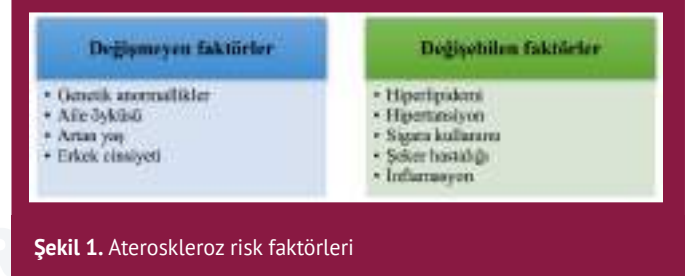 Değişmeyen faktörler
• Genetik anormallikler
• Aile öyküsü
• Artan yaş
• Erkek cinsiyeti
Değişebilen faktörler
• Hiperlipidemi
• Hipertansiyon
• Sigara kullanımı
• Şeker hastalığı
• İnflamasyon
Şekil 1. Ateroskleroz risk faktörleri